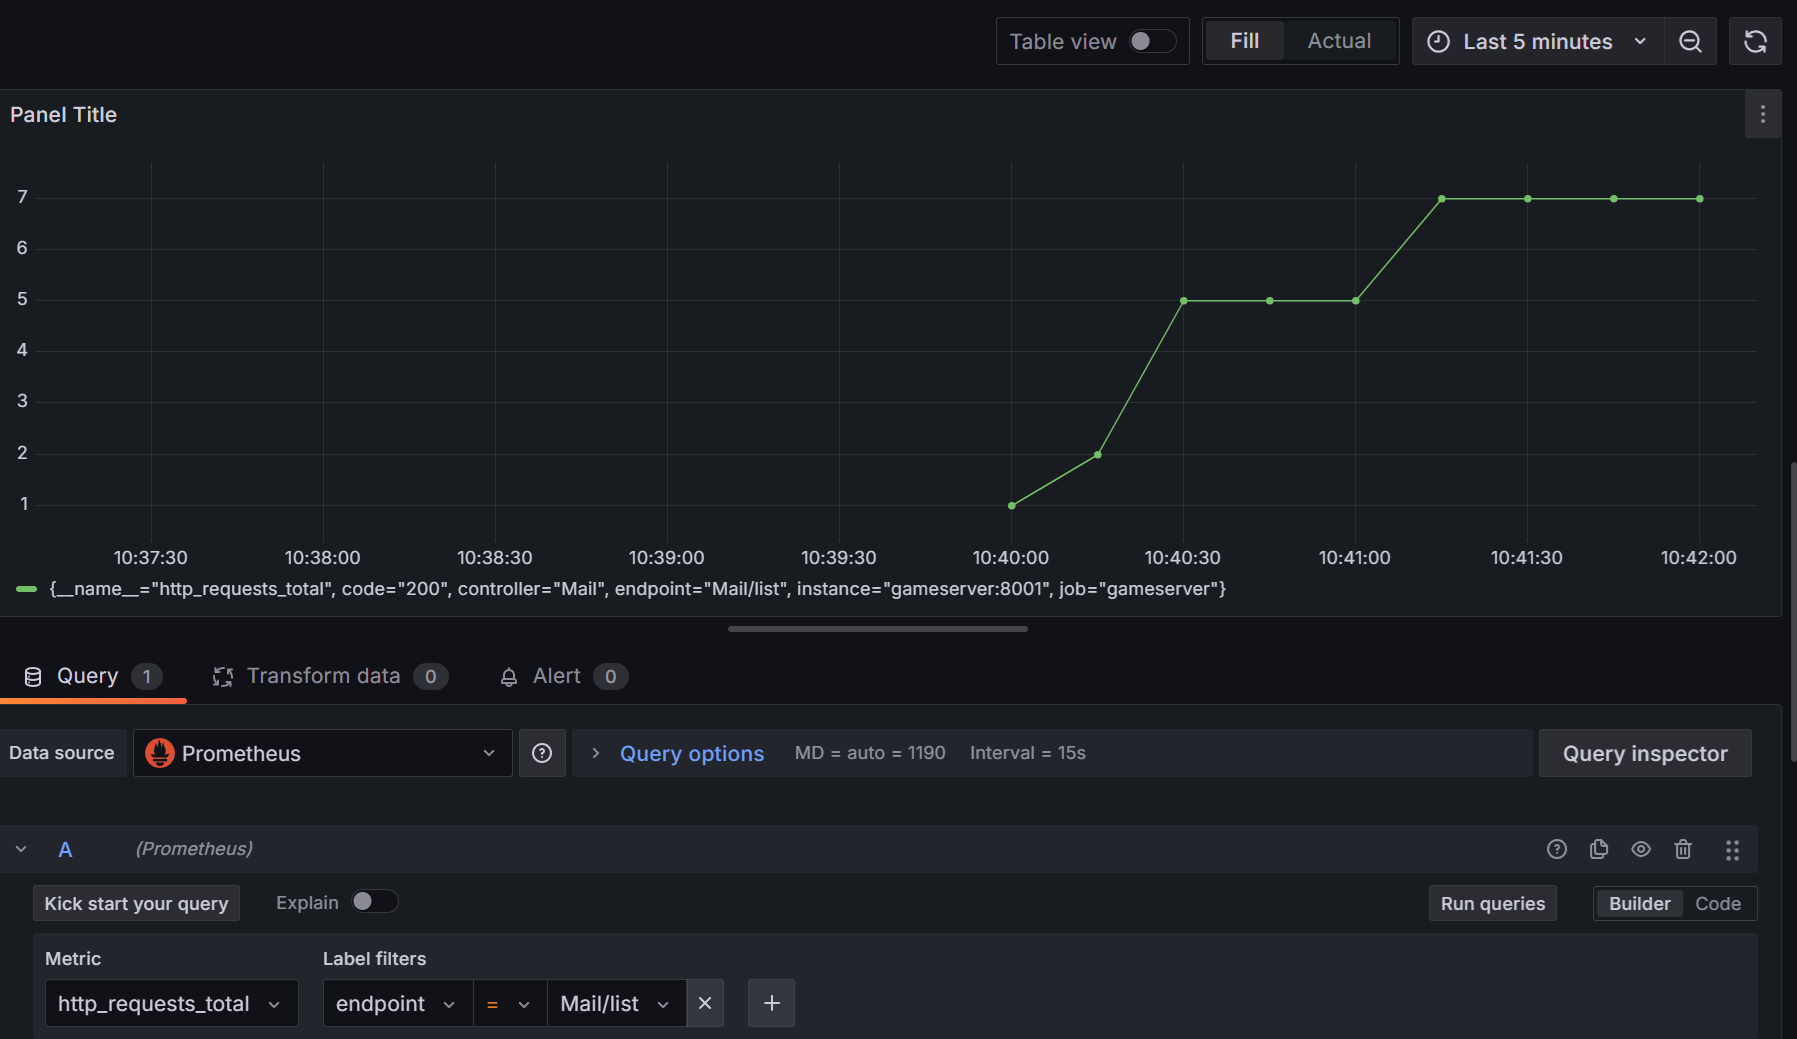 Table view Fill Actual Last 5 minutes
Panel Title
7
6
5
4
3
2
1
10:37:30 10:38:00 10:38:30 10:39:00 10:39:30 10:40:00 10:40:30 10:41:00 10:41:30 10:42:00
{__name__="http_requests_total", code="200", controller="Mail", endpoint="Mail/list", instance="gameserver:8001", job="gameserver"}
Query 1 Transform data 0 Alert 0
Data source Prometheus Query options MD = auto = 1190 Interval = 15s Query inspector
A (Prometheus)
Kick start your query Explain Run queries Builder Code
Metric Label filters
http_requests_total endpoint = Mail/list